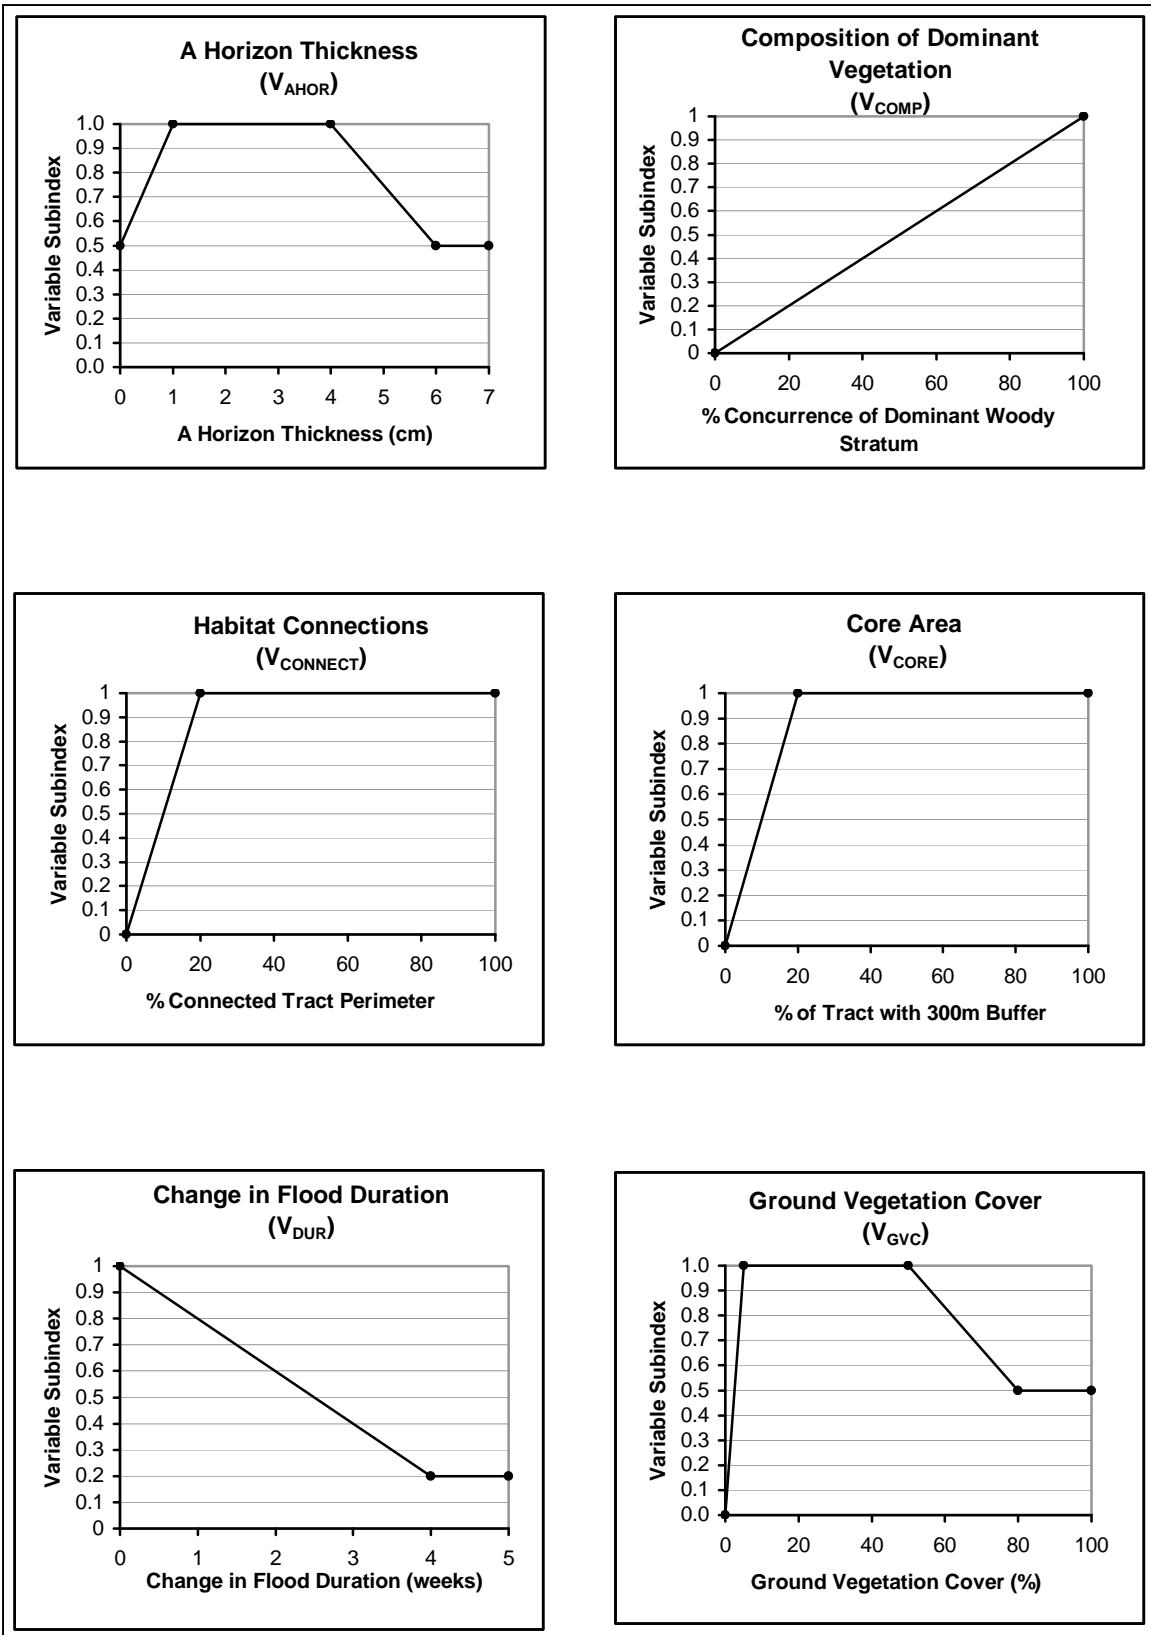 A Horizon Thickness
(VAHOR)
1.0
0.9
0.8
0.7
0.6
0.5
0.4
0.3
0.2
0.1
0.0
Variable Subindex
0 1 2 3 4 5 6 7
A Horizon Thickness (cm)
Composition of Dominant
Vegetation
(VCOMP)
1
0.9
0.8
0.7
0.6
0.5
0.4
0.3
0.2
0.1
0
Variable Subindex
0 20 40 60 80 100
% Concurrence of Dominant Woody
Stratum
Habitat Connections
(VCONNECT)
1
0.9
0.8
0.7
0.6
0.5
0.4
0.3
0.2
0.1
0
Variable Subindex
0 20 40 60 80 100
% Connected Tract Perimeter
Core Area
(VCORE)
1
0.9
0.8
0.7
0.6
0.5
0.4
0.3
0.2
0.1
0
Variable Subindex
0 20 40 60 80 100
% of Tract with 300m Buffer
Change in Flood Duration
(VDUR)
1
0.9
0.8
0.7
0.6
0.5
0.4
0.3
0.2
0.1
0
Variable Subindex
0 1 2 3 4 5
Change in Flood Duration (weeks)
Ground Vegetation Cover
(VGVC)
1.0
0.9
0.8
0.7
0.6
0.5
0.4
0.3
0.2
0.1
0.0
Variable Subindex
0 20 40 60 80 100
Ground Vegetation Cover (%)